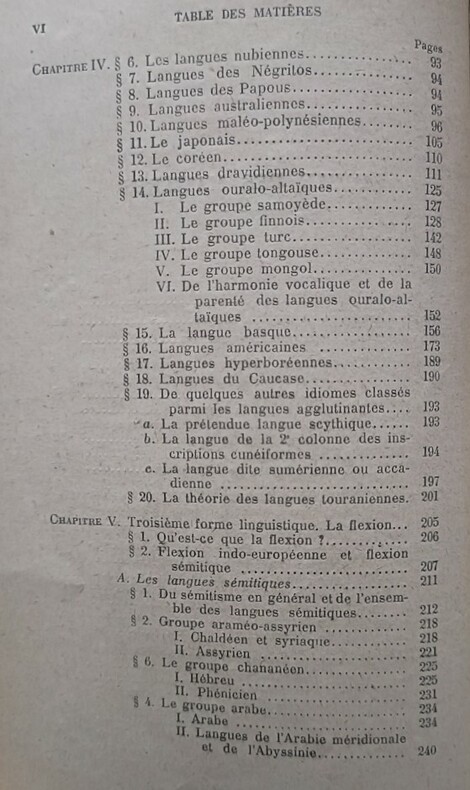 VI
TABLE DES MATIÈRES
Pages
CHAPITRE IV. § 6. Les langues nubiennes.............. 93
§ 7. Langues des Négritos............. 94
§ 8. Langues des Papous............. 94
§ 9. Langues australiennes............ 95
§ 10. Langues maléo-polynésiennes........ 96
§ 11. Le japonais.................... 105
§ 12. Le coréen..................... 110
§ 13. Langues dravidiennes............. 111
§ 14. Langues ouralo-altaïques........... 125
I. Le groupe samoyède............ 127
II. Le groupe finnois............. 128
III. Le groupe turc............... 142
IV. Le groupe tongouse............ 148
V. Le groupe mongol............. 150
VI. De l'harmonie vocalique et de la
parenté des langues ouralo-al-
taïques .................... 152
§ 15. La langue basque................ 156
§ 16. Langues américaines ............. 173
§ 17. Langues hyperboréennes........... 189
§ 18. Langues du Caucase.............. 190
§ 19. De quelques autres idiomes classés
parmi les langues agglutinantes.... 193
a. La prétendue langue scythique...... 193
b. La langue de la 2e colonne des ins-
criptions cunéiformes ............ 194
c. La langue dite sumérienne ou acca-
dienne ........................ 197
§ 20. La théorie des langues touraniennes. 201
CHAPITRE V. Troisième forme linguistique. La flexion... 205
§ 1. Qu'est-ce que la flexion ?........... 206
§ 2. Flexion indo-européenne et flexion
sémitique ..................... 207
A. Les langues sémitiques............... 211
§ 1. Du sémitisme en général et de l'ensem-
ble des langues sémitiques........ 212
§ 2. Groupe araméo-assyrien ............ 218
I. Chaldéen et syriaque............ 218
II. Assyrien .................... 221
§ 6. Le groupe chananéen.............. 225
I. Hébreu ...................... 225
II. Phénicien ................... 231
§ 4. Le groupe arabe.................. 234
I. Arabe ....................... 234
II. Langues de l'Arabie méridionale
et de l'Abyssinie.............. 240